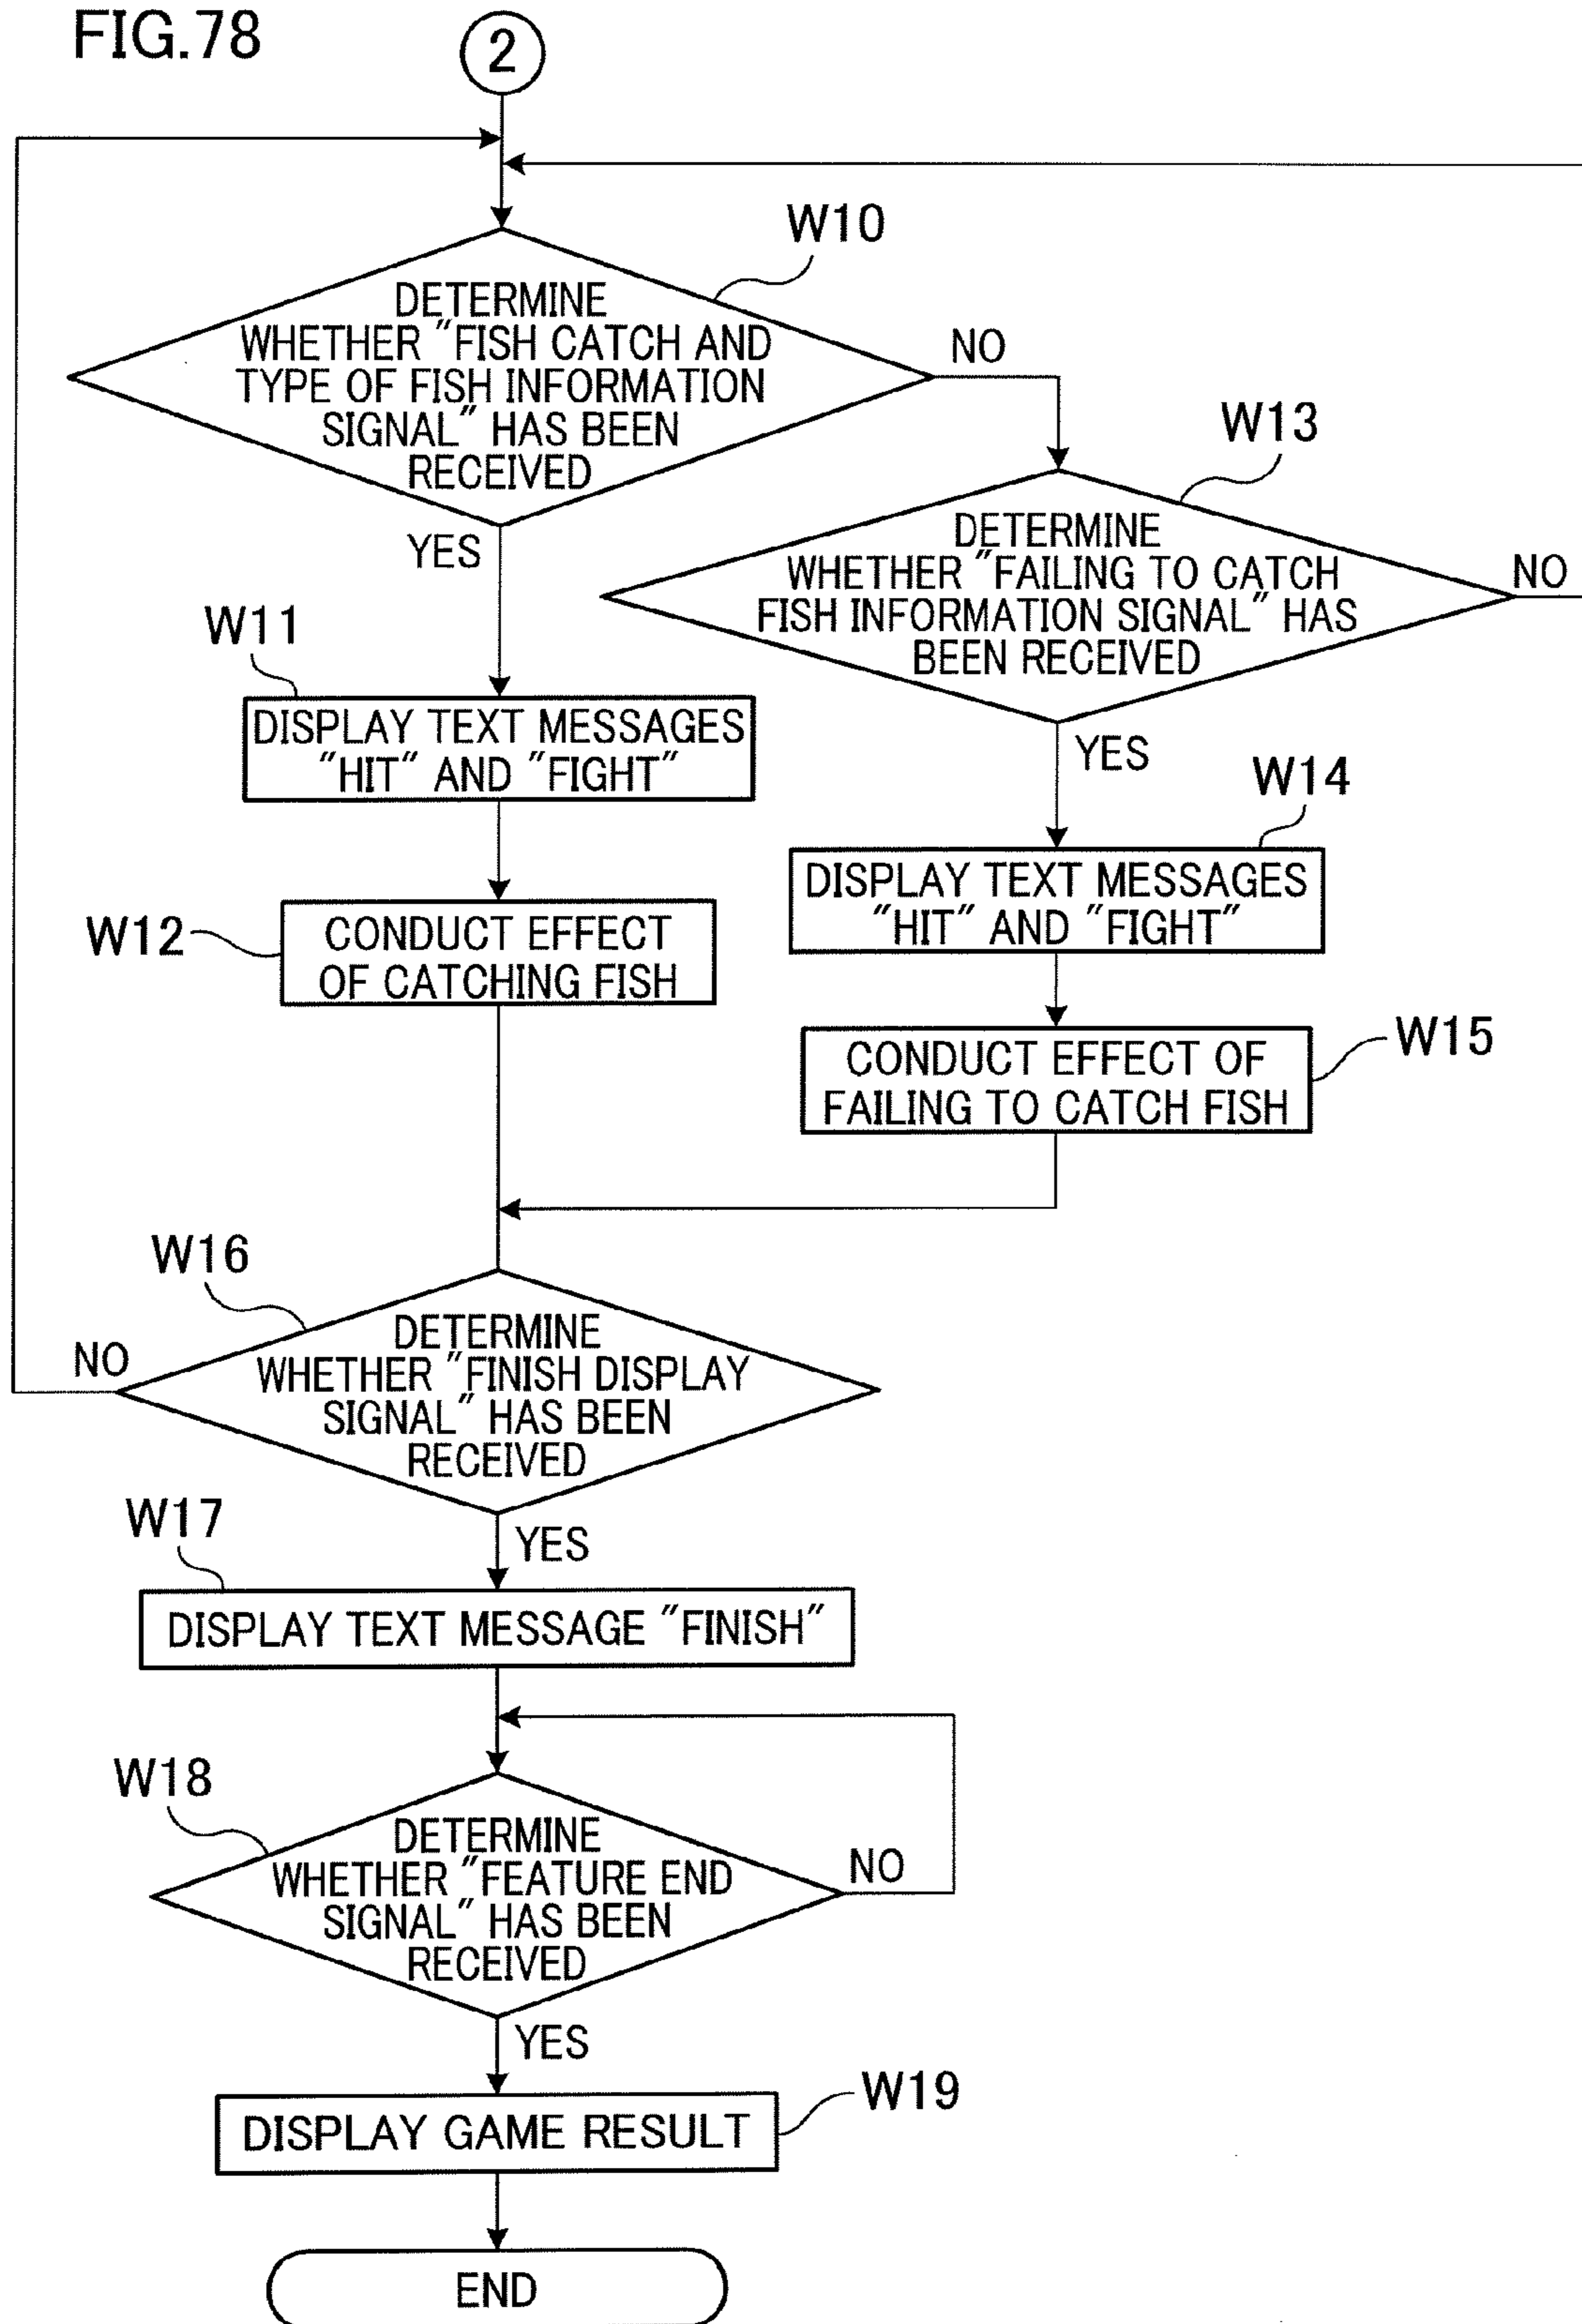 FIG.78
2
W10
DETERMINE
WHETHER "FISH CATCH AND
TYPE OF FISH INFORMATION
SIGNAL" HAS BEEN
RECEIVED
NO
YES
W13
DETERMINE
WHETHER "FAILING TO CATCH
FISH INFORMATION SIGNAL" HAS
BEEN RECEIVED
NO
YES
W11
DISPLAY TEXT MESSAGES
"HIT" AND "FIGHT"
W14
DISPLAY TEXT MESSAGES
"HIT" AND "FIGHT"
W12
CONDUCT EFFECT
OF CATCHING FISH
W15
CONDUCT EFFECT OF
FAILING TO CATCH FISH
W16
DETERMINE
WHETHER "FINISH DISPLAY
SIGNAL" HAS BEEN
RECEIVED
NO
YES
W17
DISPLAY TEXT MESSAGE "FINISH"
W18
DETERMINE
WHETHER "FEATURE END
SIGNAL" HAS BEEN
RECEIVED
NO
YES
W19
DISPLAY GAME RESULT
END